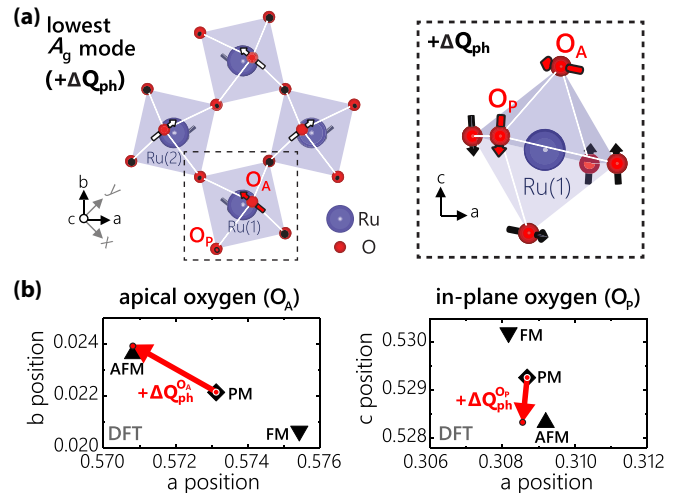 (a) lowest
A_g mode
(+ΔQ_ph)
Ru(2)
b
y
c
a
x
O_A
Ru(1)
O_P
Ru
O
+ΔQ_ph
O_A
O_P
Ru(1)
c
a
(b)
apical oxygen (O_A)
b position
0.024
0.022
0.020
AFM
PM
+ΔQ_ph^O_A
FM
DFT
0.570 0.572 0.574 0.576
a position
in-plane oxygen (O_P)
c position
0.530
0.529
0.528
FM
PM
+ΔQ_ph^O_P
AFM
DFT
0.306 0.308 0.310 0.312
a position